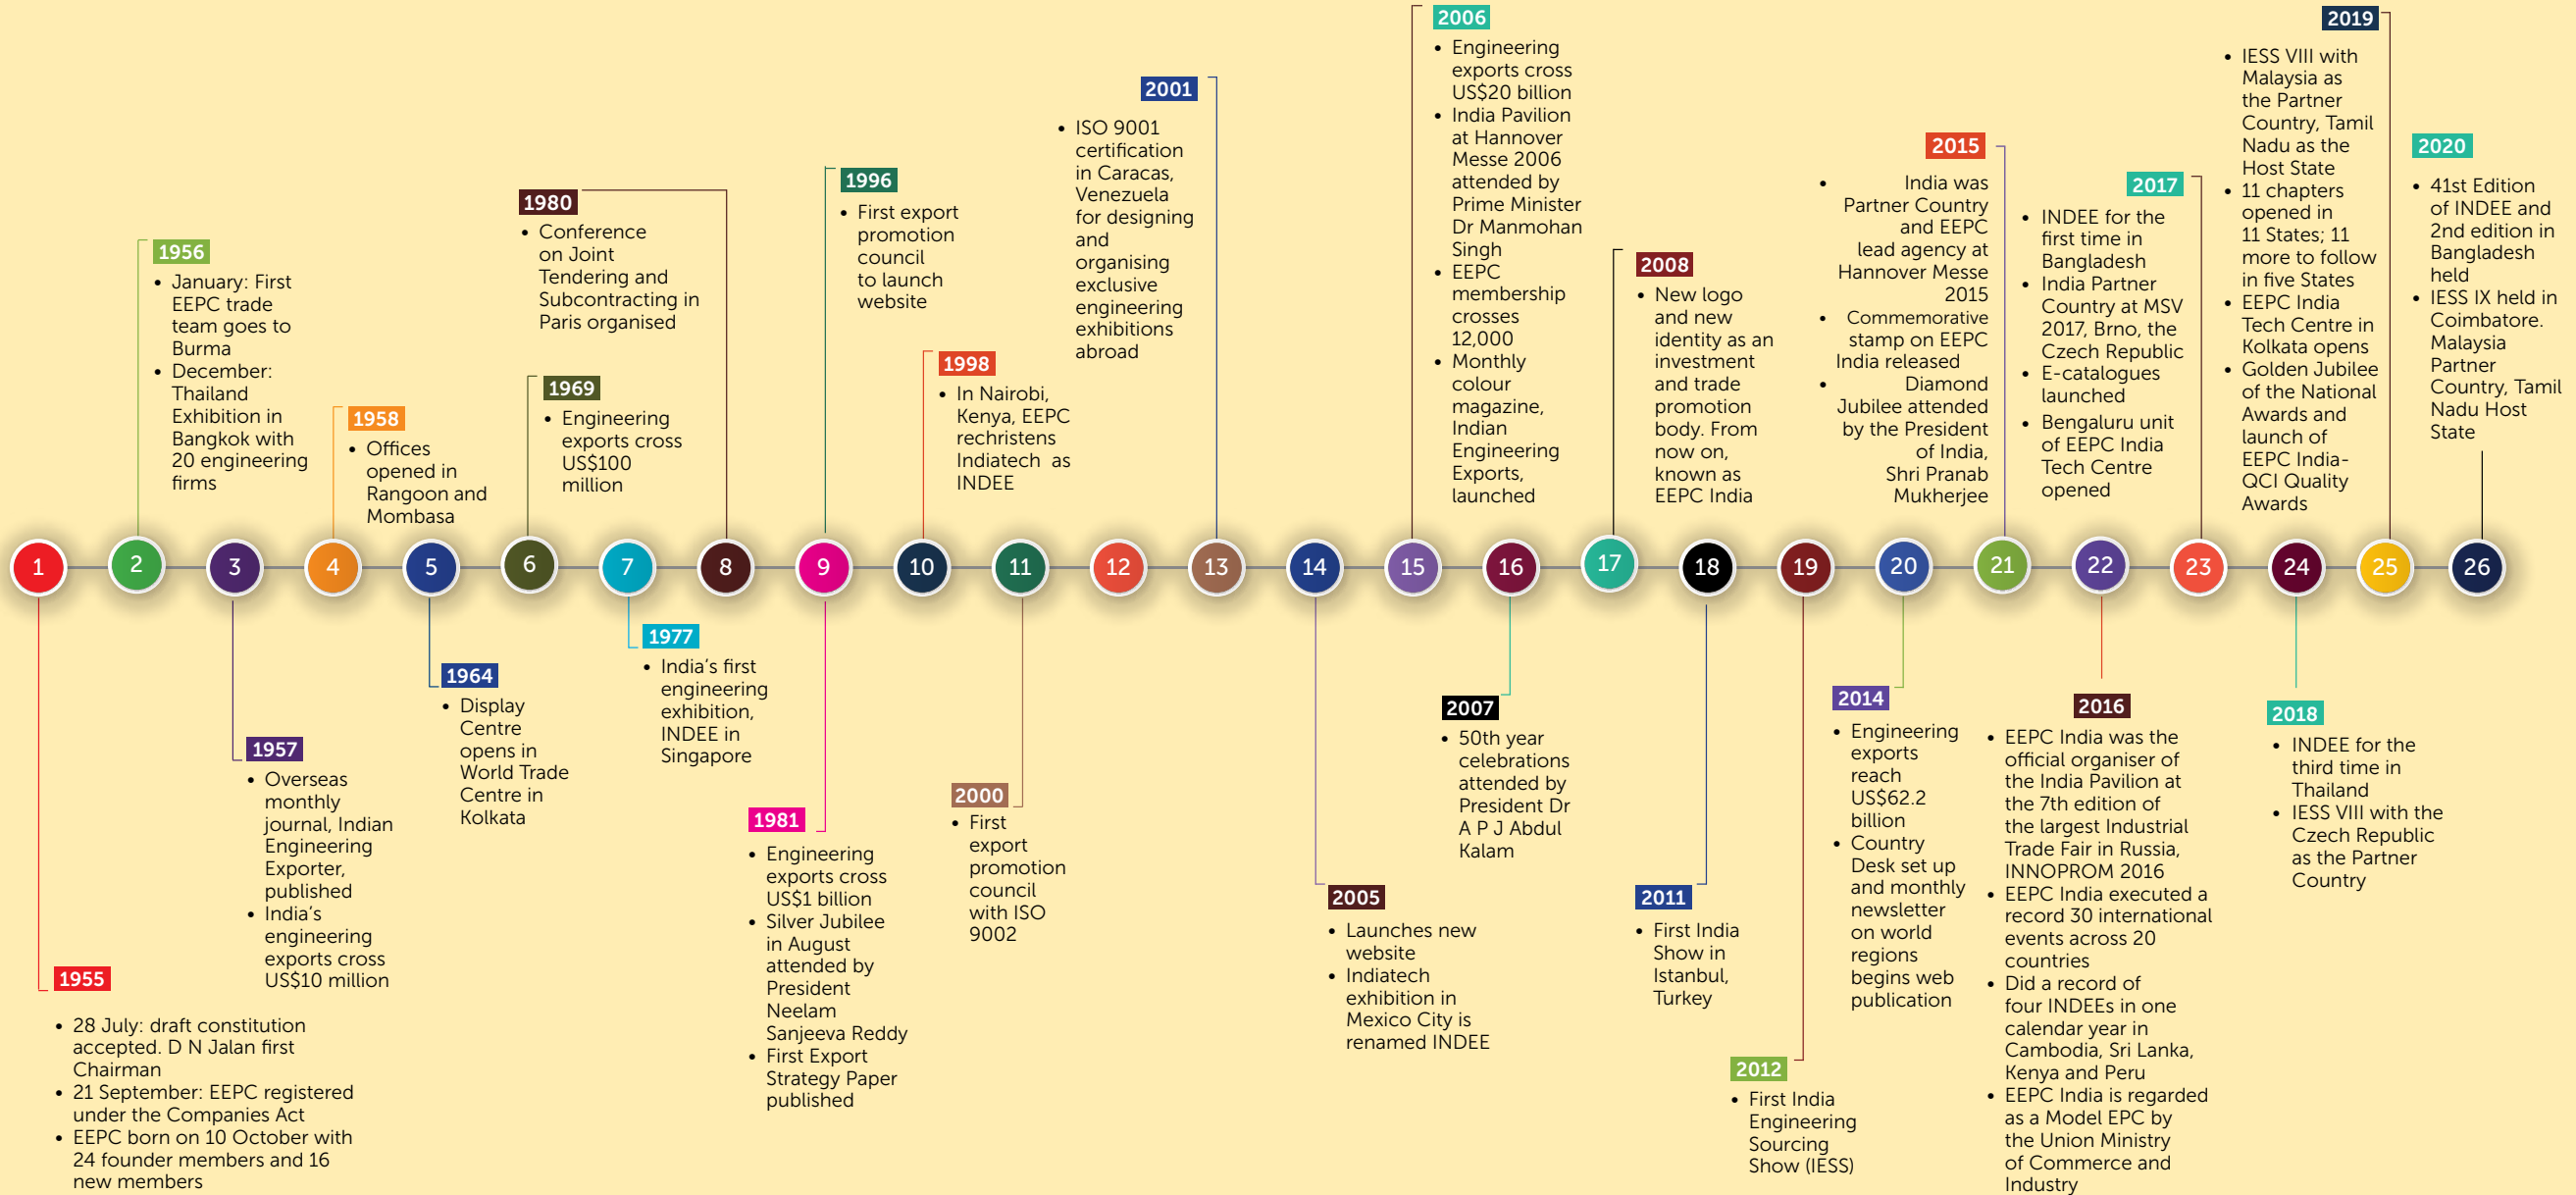 1955
• 28 July: draft constitution
accepted. D N Jalan first
Chairman
• 21 September: EEPC registered
under the Companies Act
• EEPC born on 10 October with
24 founder members and 16
new members
1956
• January: First
EEPC trade
team goes to
Burma
• December:
Thailand
Exhibition in
Bangkok with
20 engineering
firms
1957
• Overseas
monthly
journal, Indian
Engineering
Exporter,
published
• India's
engineering
exports cross
US$10 million
1958
• Offices
opened in
Rangoon and
Mombasa
1964
• Display
Centre
opens in
World Trade
Centre in
Kolkata
1969
• Engineering
exports cross
US$100
million
1977
• India's first
engineering
exhibition,
INDEE in
Singapore
1980
• Conference
on Joint
Tendering and
Subcontracting in
Paris organised
1981
• Engineering
exports cross
US$1 billion
• Silver Jubilee
in August
attended by
President
Neelam
Sanjeeva Reddy
• First Export
Strategy Paper
published
1996
• First export
promotion
council
to launch
website
1998
• In Nairobi,
Kenya, EEPC
rechristens
Indiatech as
INDEE
2000
• First
export
promotion
council
with ISO
9002
2001
• ISO 9001
certification
in Caracas,
Venezuela
for designing
and
organising
exclusive
engineering
exhibitions
abroad
2005
• Launches new
website
• Indiatech
exhibition in
Mexico City is
renamed INDEE
2006
• Engineering
exports cross
US$20 billion
• India Pavilion
at Hannover
Messe 2006
attended by
Prime Minister
Dr Manmohan
Singh
• EEPC
membership
crosses
12,000
• Monthly
colour
magazine,
Indian
Engineering
Exports,
launched
2007
• 50th year
celebrations
attended by
President Dr
A P J Abdul
Kalam
2008
• New logo
and new
identity as an
investment
and trade
promotion
body. From
now on,
known as
EEPC India
2011
• First India
Show in
Istanbul,
Turkey
2012
• First India
Engineering
Sourcing
Show (IESS)
2014
• Engineering
exports
reach
US$62.2
billion
• Country
Desk set up
and monthly
newsletter
on world
regions
begins web
publication
2015
• India was
Partner Country
and EEPC
lead agency at
Hannover Messe
2015
• Commemorative
stamp on EEPC
India released
• Diamond
Jubilee attended
by the President
of India,
Shri Pranab
Mukherjee
2016
• EEPC India was the
official organiser of
the India Pavilion at
the 7th edition of
the largest Industrial
Trade Fair in Russia,
INNOPROM 2016
• EEPC India executed a
record 30 international
events across 20
countries
• Did a record of
four INDEEs in one
calendar year in
Cambodia, Sri Lanka,
Kenya and Peru
• EEPC India is regarded
as a Model EPC by
the Union Ministry
of Commerce and
Industry
2017
• INDEE for the
first time in
Bangladesh
• India Partner
Country at MSV
2017, Brno, the
Czech Republic
• E-catalogues
launched
• Bengaluru unit
of EEPC India
Tech Centre
opened
2018
• INDEE for the
third time in
Thailand
• IESS VIII with the
Czech Republic
as the Partner
Country
2019
• IESS VIII with
Malaysia as
the Partner
Country, Tamil
Nadu as the
Host State
• 11 chapters
opened in
11 States; 11
more to follow
in five States
• EEPC India
Tech Centre in
Kolkata opens
• Golden Jubilee
of the National
Awards and
launch of
EEPC India-
QCI Quality
Awards
2020
• 41st Edition
of INDEE and
2nd edition in
Bangladesh
held
• IESS IX held in
Coimbatore.
Malaysia
Partner
Country, Tamil
Nadu Host
State
1
2
3
4
5
6
7
8
9
10
11
12
13
14
15
16
17
18
19
20
21
22
23
24
25
26